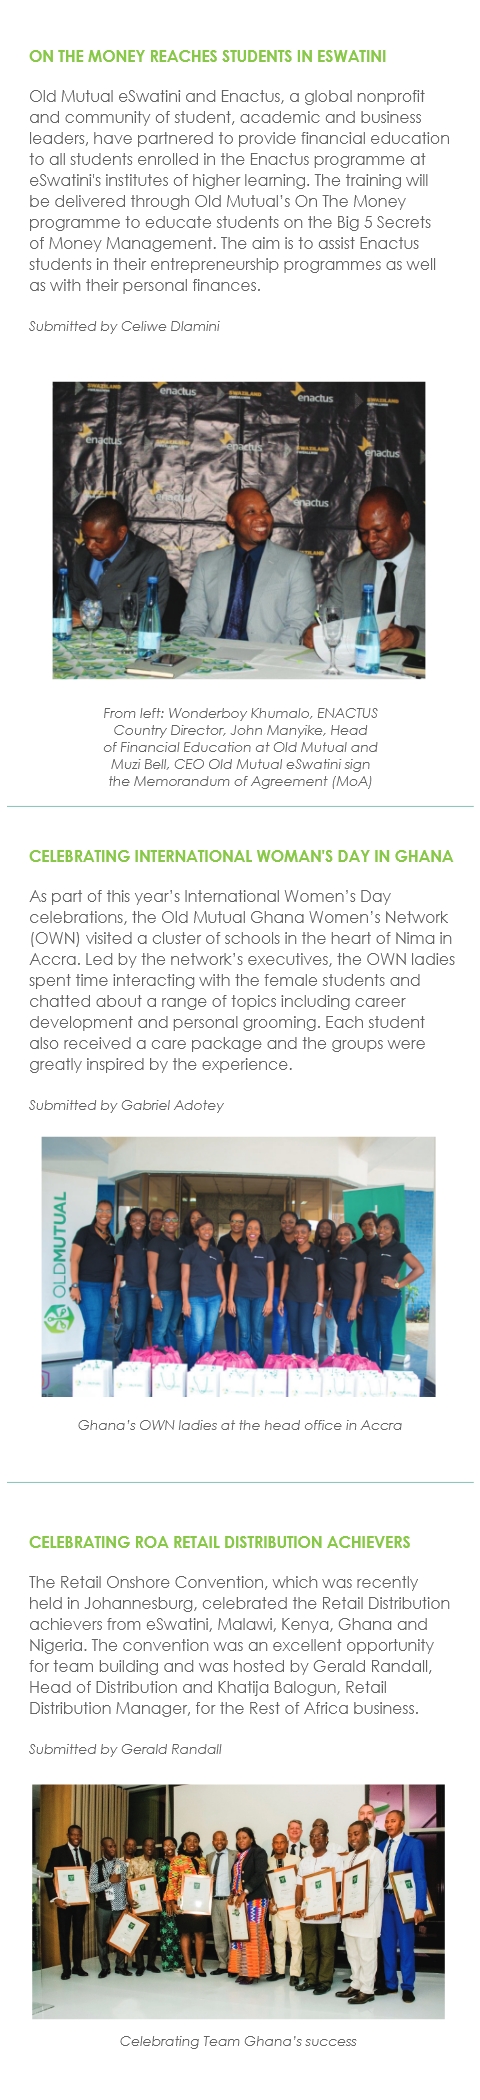 ON THE MONEY REACHES STUDENTS IN ESWATINI
Old Mutual eSwatini and Enactus, a global nonprofit
and community of student, academic and business
leaders, have partnered to provide financial education
to all students enrolled in the Enactus programme at
eSwatini's institutes of higher learning. The training will
be delivered through Old Mutual’s On The Money
programme to educate students on the Big 5 Secrets
of Money Management. The aim is to assist Enactus
students in their entrepreneurship programmes as well
as with their personal finances.
Submitted by Celiwe Dlamini
SWAZILAND
enactus
SWAZILAND
enactus
SWAZILAND
enactus
enactus
enactus
enactus
From left: Wonderboy Khumalo, ENACTUS
Country Director, John Manyike, Head
of Financial Education at Old Mutual and
Muzi Bell, CEO Old Mutual eSwatini sign
the Memorandum of Agreement (MoA)
CELEBRATING INTERNATIONAL WOMAN'S DAY IN GHANA
As part of this year’s International Women’s Day
celebrations, the Old Mutual Ghana Women’s Network
(OWN) visited a cluster of schools in the heart of Nima in
Accra. Led by the network’s executives, the OWN ladies
spent time interacting with the female students and
chatted about a range of topics including career
development and personal grooming. Each student
also received a care package and the groups were
greatly inspired by the experience.
Submitted by Gabriel Adotey
OLDMUTUAL
Ghana’s OWN ladies at the head office in Accra
CELEBRATING ROA RETAIL DISTRIBUTION ACHIEVERS
The Retail Onshore Convention, which was recently
held in Johannesburg, celebrated the Retail Distribution
achievers from eSwatini, Malawi, Kenya, Ghana and
Nigeria. The convention was an excellent opportunity
for team building and was hosted by Gerald Randall,
Head of Distribution and Khatija Balogun, Retail
Distribution Manager, for the Rest of Africa business.
Submitted by Gerald Randall
Celebrating Team Ghana’s success